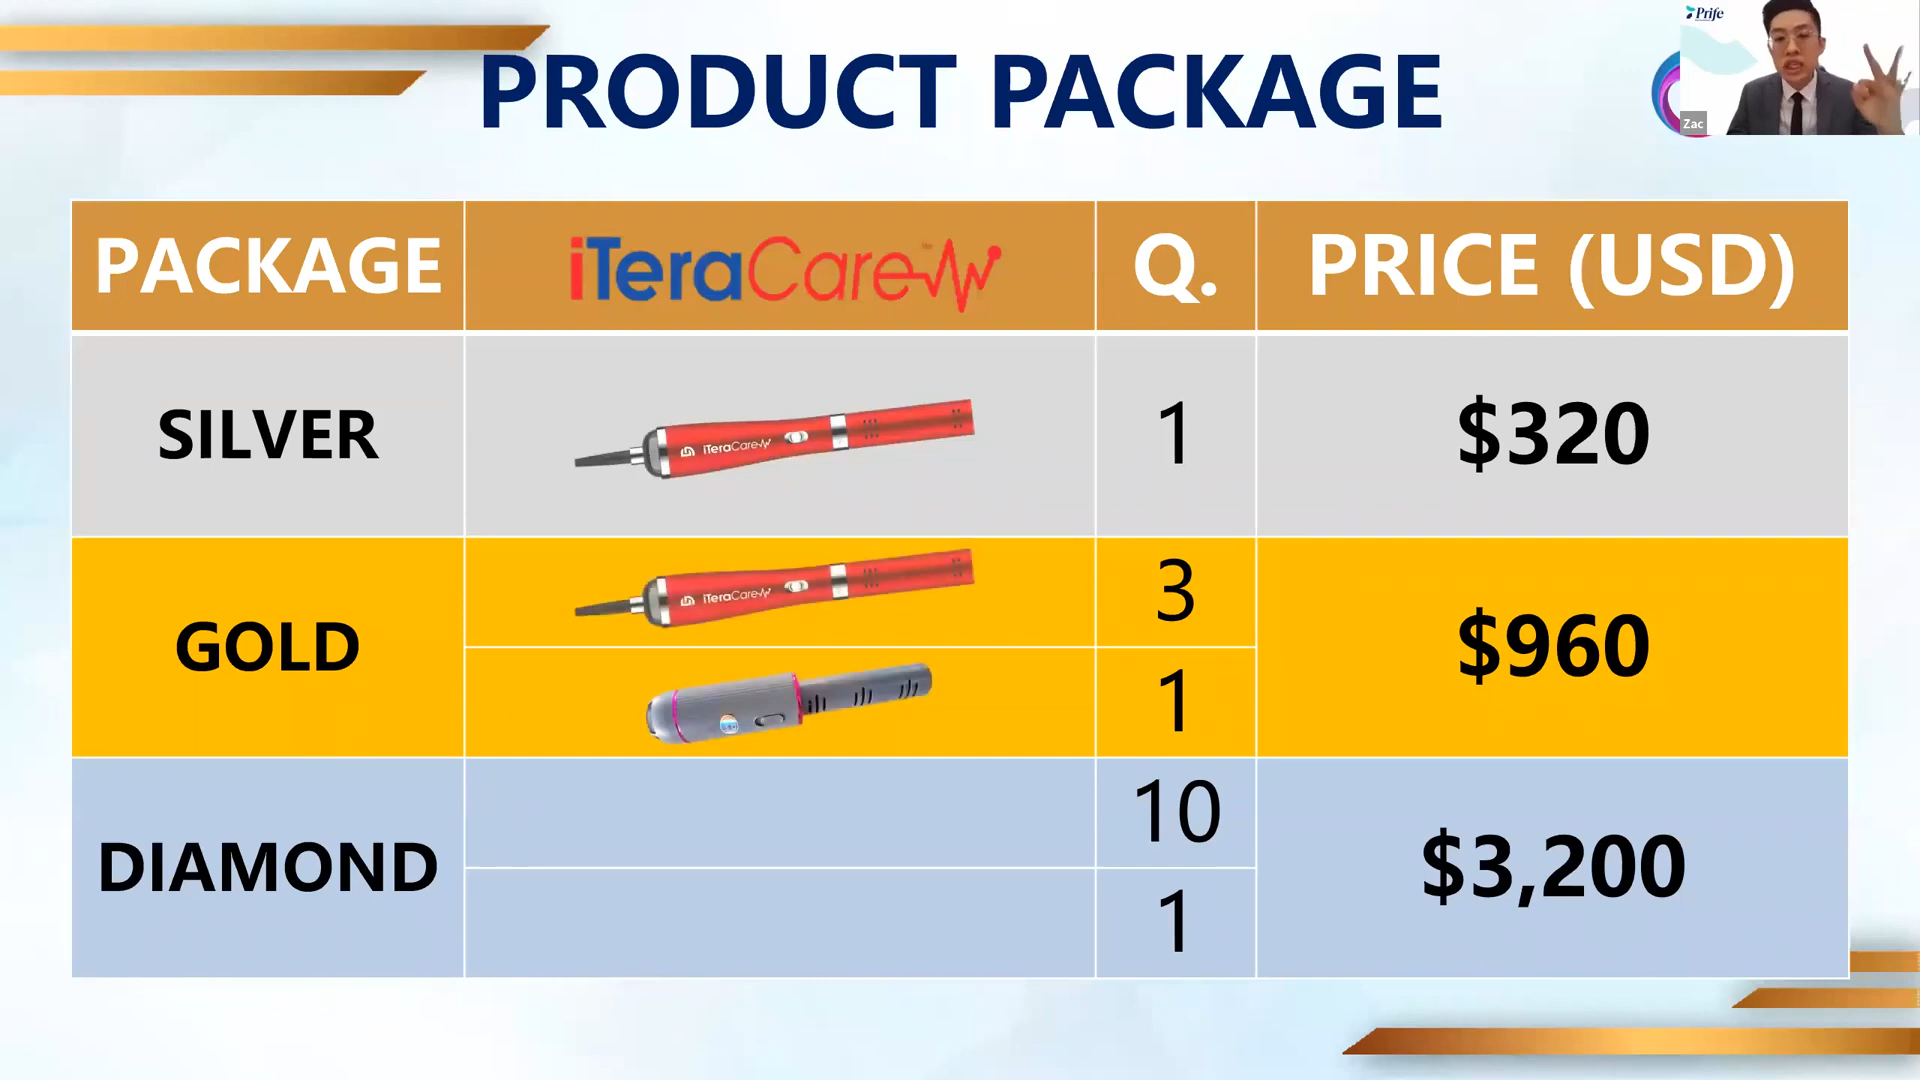 PRODUCT PACKAGE
Prife
Zac
PACKAGE
iTeraCare
™
Q.
PRICE (USD)
SILVER
iTeraCare
1
$320
GOLD
iTeraCare
3
1
$960
DIAMOND
10
1
$3,200